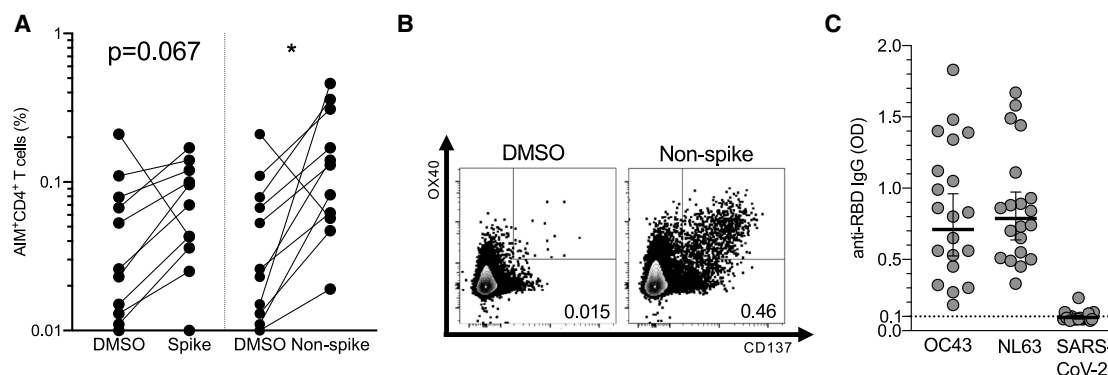 A
p=0.067
*
AIM+CD4+ T cells (%)
1
0.1
0.01
DMSO Spike
DMSO Non-spike
B
DMSO
Non-spike
OX40
0.015
0.46
CD137
C
anti-RBD IgG (OD)
2.0
1.5
1.0
0.5
0.1
0
OC43
NL63
SARS-
CoV-2